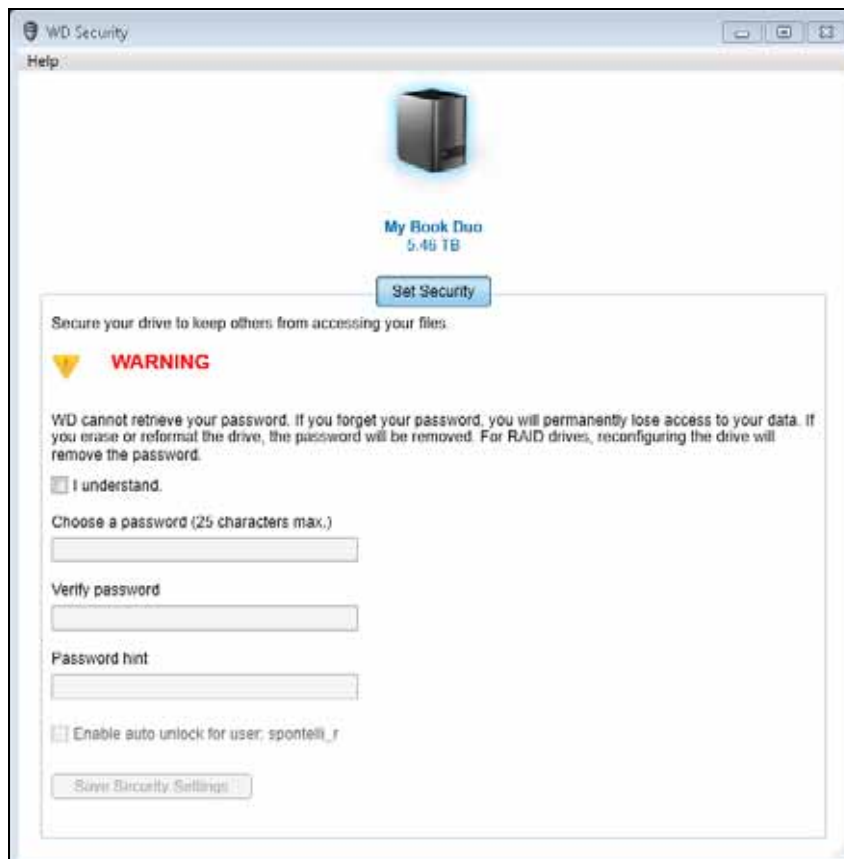 WD Security
Help
My Book Duo
5.46 TB
Set Security
Secure your drive to keep others from accessing your files.
WARNING
WD cannot retrieve your password. If you forget your password, you will permanently lose access to your data. If
you erase or reformat the drive, the password will be removed. For RAID drives, reconfiguring the drive will
remove the password.
I understand.
Choose a password (25 characters max.)
Verify password
Password hint
Enable auto unlock for user: spontelli_r
Save Security Settings